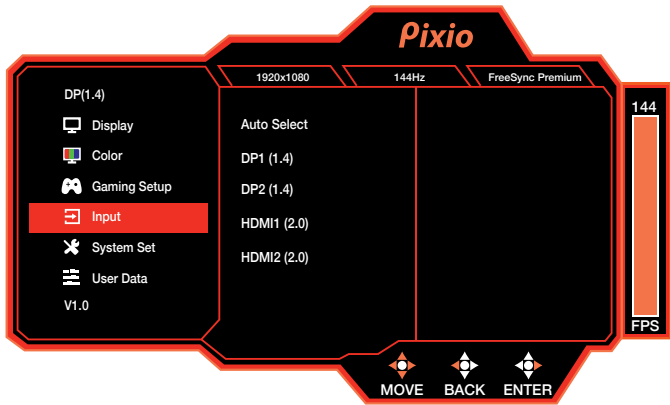 Pixio
1920x1080
144Hz
FreeSync Premium
DP(1.4)
Display
Color
Gaming Setup
Input
System Set
User Data
V1.0
Auto Select
DP1 (1.4)
DP2 (1.4)
HDMI1 (2.0)
HDMI2 (2.0)
144
FPS
MOVE BACK ENTER